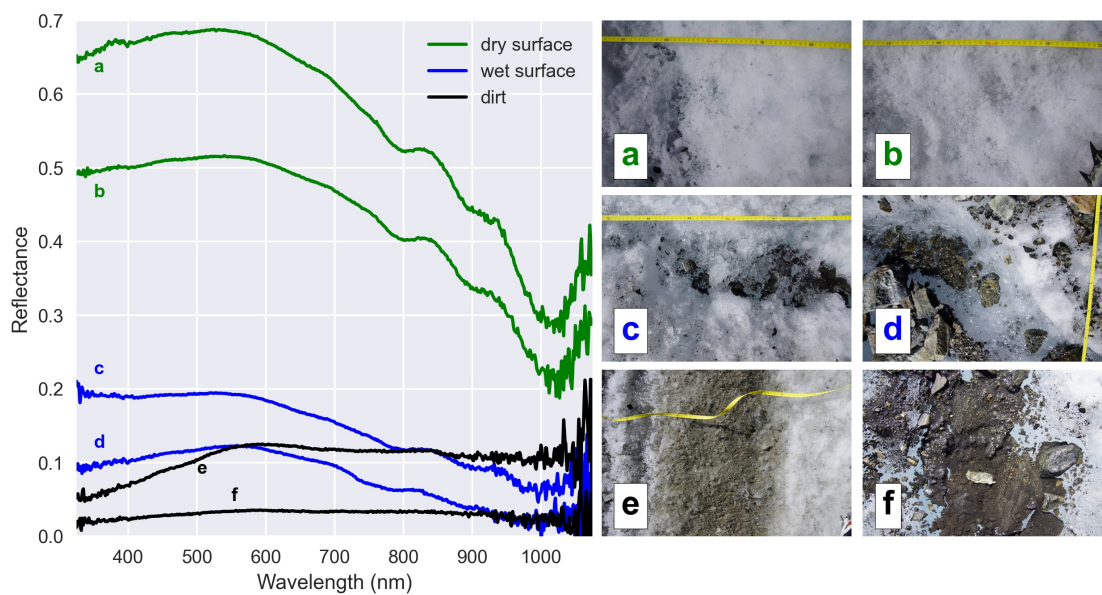 0.7
0.6
0.5
0.4
0.3
0.2
0.1
0.0
Reflectance
400 500 600 700 800 900 1000
Wavelength (nm)
dry surface
wet surface
dirt
a
b
c
d
e
f
a
b
c
d
e
f